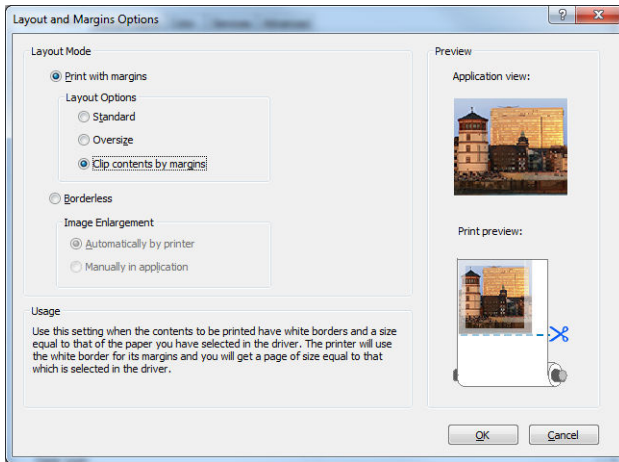 Layout and Margins Options
Layout Mode
Print with margins
Layout Options
Standard
Oversize
Clip contents by margins
Borderless
Image Enlargement
Automatically by printer
Manually in application
Usage
Use this setting when the contents to be printed have white borders and a size
equal to that of the paper you have selected in the driver. The printer will use
the white border for its margins and you will get a page of size equal to that
which is selected in the driver.
Preview
Application view:
Print preview:
OK
Cancel